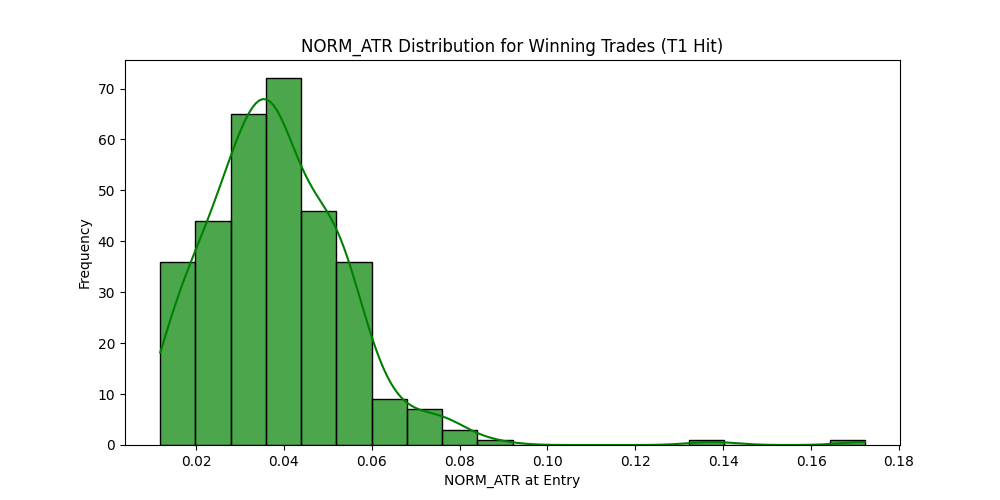 NORM_ATR Distribution for Winning Trades (T1 Hit)
Frequency
70
60
50
40
30
20
10
0
0.02 0.04 0.06 0.08 0.10 0.12 0.14 0.16 0.18
NORM_ATR at Entry